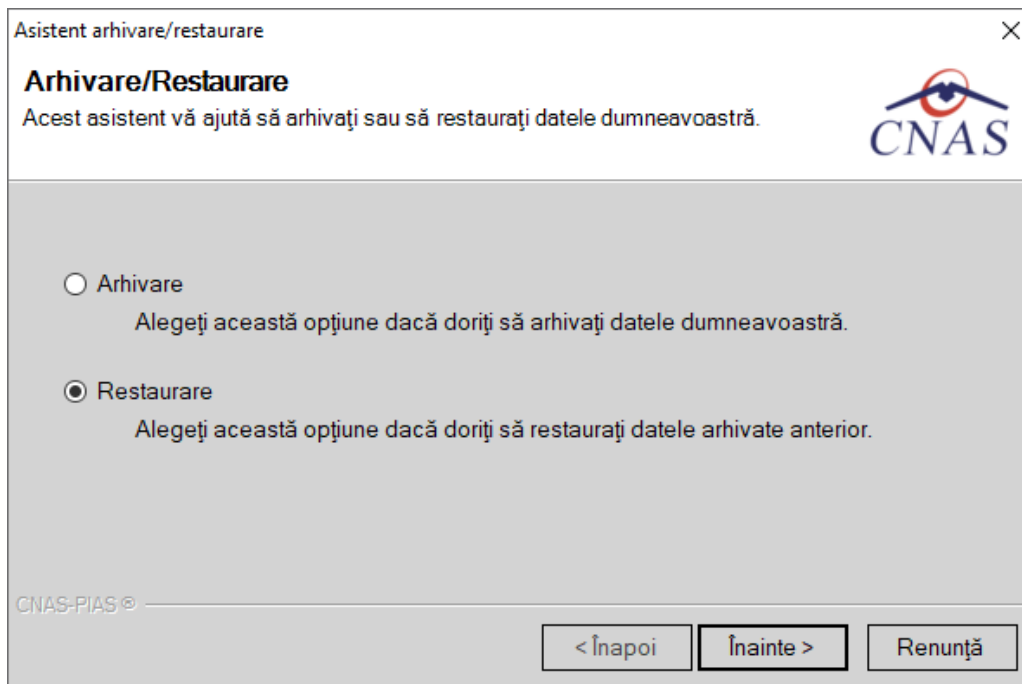 Asistent arhivare/restaurare
Arhivare/Restaurare
Acest asistent vă ajută să arhivaţi sau să restauraţi datele dumneavoastră.
CNAS
Arhivare
Alegeţi această opţiune dacă doriţi să arhivaţi datele dumneavoastră.
Restaurare
Alegeţi această opţiune dacă doriţi să restauraţi datele arhivate anterior.
CNAS-PIAS ®
< Înapoi
Înainte >
Renunţă